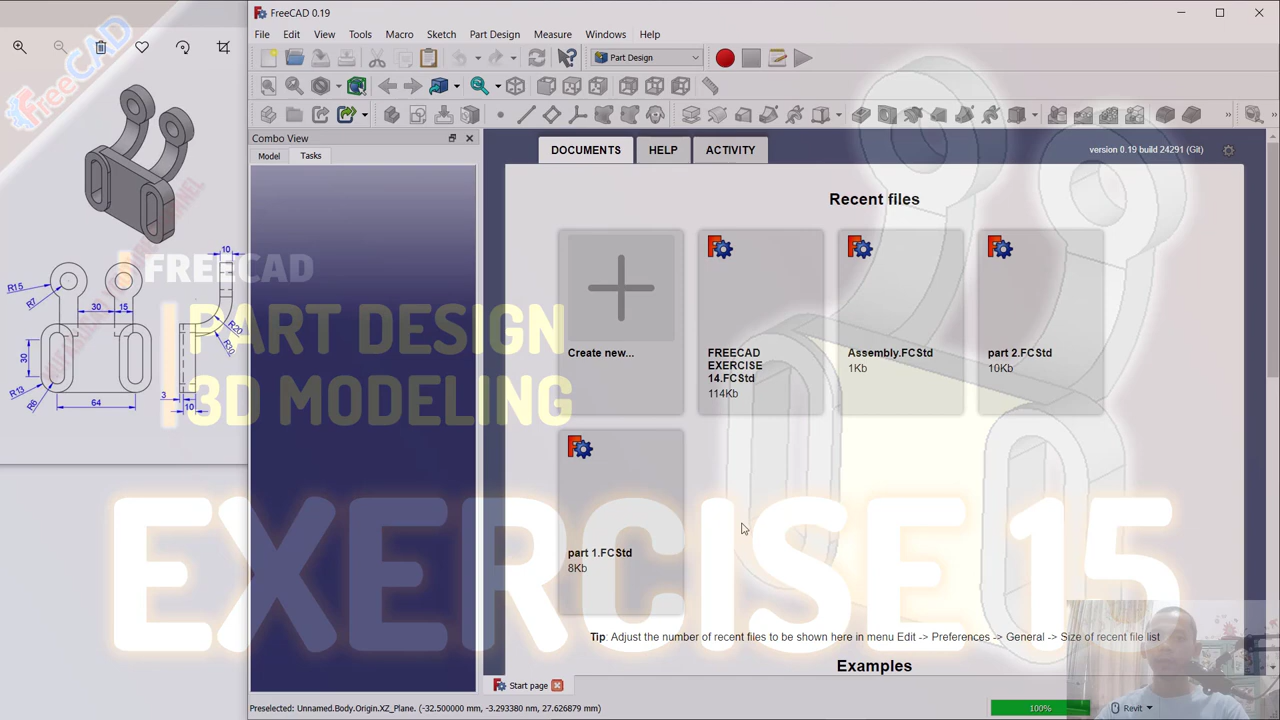 FreeCAD 0.19
FreeCAD
File Edit View Tools Macro Sketch Part Design Measure Windows Help
Part Design
Combo View
Model Tasks
DOCUMENTS HELP ACTIVITY
version 0.19 build 24291 (Git)
Recent files
Create new...
FREECAD
EXERCISE
14.FCStd
114Kb
Assembly.FCStd
1Kb
part 2.FCStd
10Kb
part 1.FCStd
8Kb
10
R15
R7
30
15
R20
R30
30
R13
R6
64
3
10
FREECAD
PART DESIGN
3D MODELING
EXERCISE 15
Tip: Adjust the number of recent files to be shown here in menu Edit -> Preferences -> General -> Size of recent file list
Examples
Start page
Preselected: Unnamed.Body.Origin.XZ_Plane. (-32.500000 mm, -3.293380 mm, 27.626879 mm)
100%
Revit